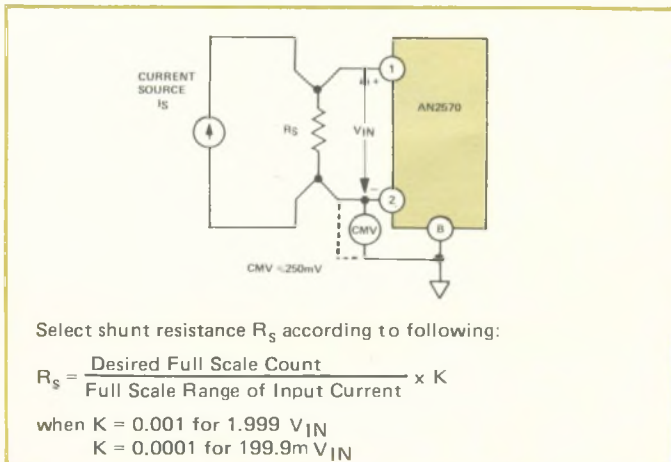 CURRENT
SOURCE
IS
RS
+
VIN
−
1
2
AN2570
CMV
B
CMV <250mV
Select shunt resistance Rs according to following:
Rs = Desired Full Scale Count
Full Scale Range of Input Current x K
when K = 0.001 for 1.999 VIN
K = 0.0001 for 199.9m VIN